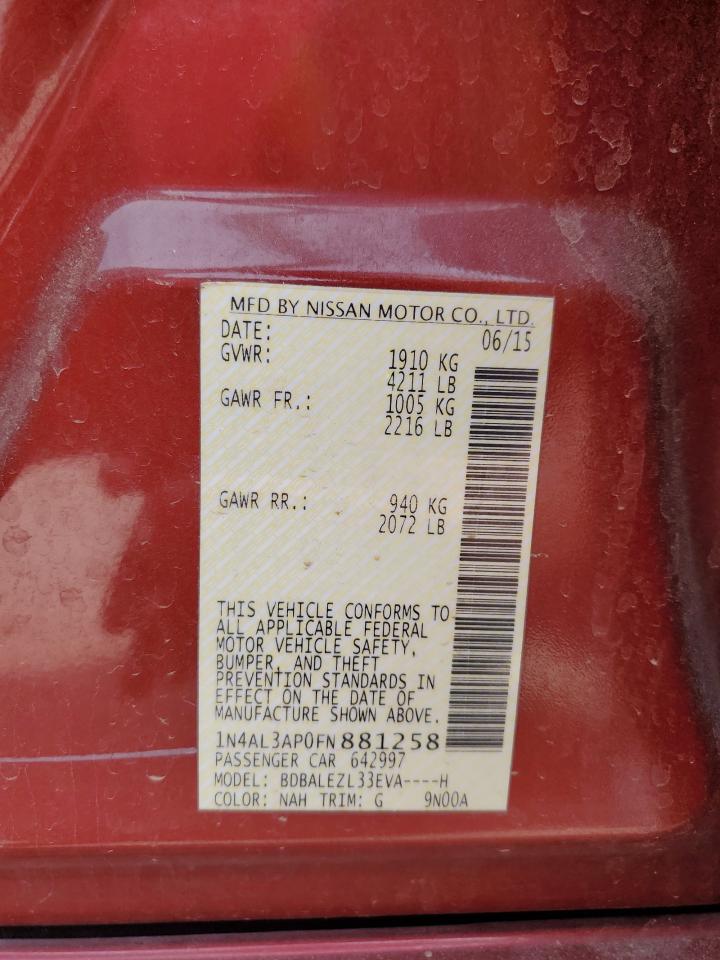 MFD BY NISSAN MOTOR CO., LTD.
DATE: 06/15
GVWR: 1910 KG
4211 LB
GAWR FR.: 1005 KG
2216 LB
GAWR RR.: 940 KG
2072 LB
THIS VEHICLE CONFORMS TO
ALL APPLICABLE FEDERAL
MOTOR VEHICLE SAFETY,
BUMPER, AND THEFT
PREVENTION STANDARDS IN
EFFECT ON THE DATE OF
MANUFACTURE SHOWN ABOVE.
1N4AL3AP0FN881258
PASSENGER CAR 642997
MODEL: BDBALEZL33EVA----H
COLOR: NAH TRIM: G 9N00A